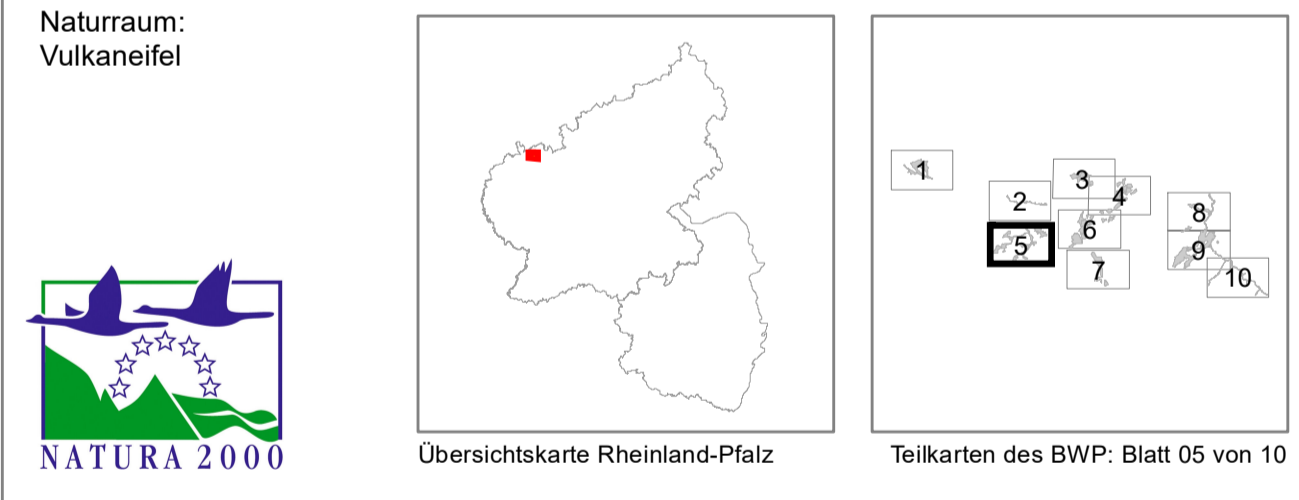 Naturraum:
Vulkaneifel
NATURA 2000
Übersichtskarte Rheinland-Pfalz
1
2
3
4
5
6
7
8
9
10
Teilkarten des BWP: Blatt 05 von 10